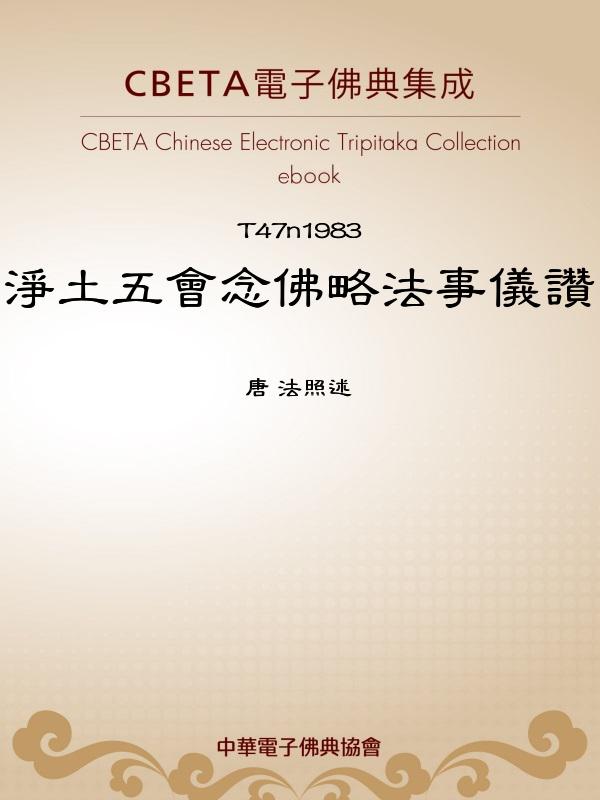 CBETA電子佛典集成
CBETA Chinese Electronic Tripitaka Collection
ebook
T47n1983
淨土五會念佛略法事儀讚
唐 法照述
中華電子佛典協會